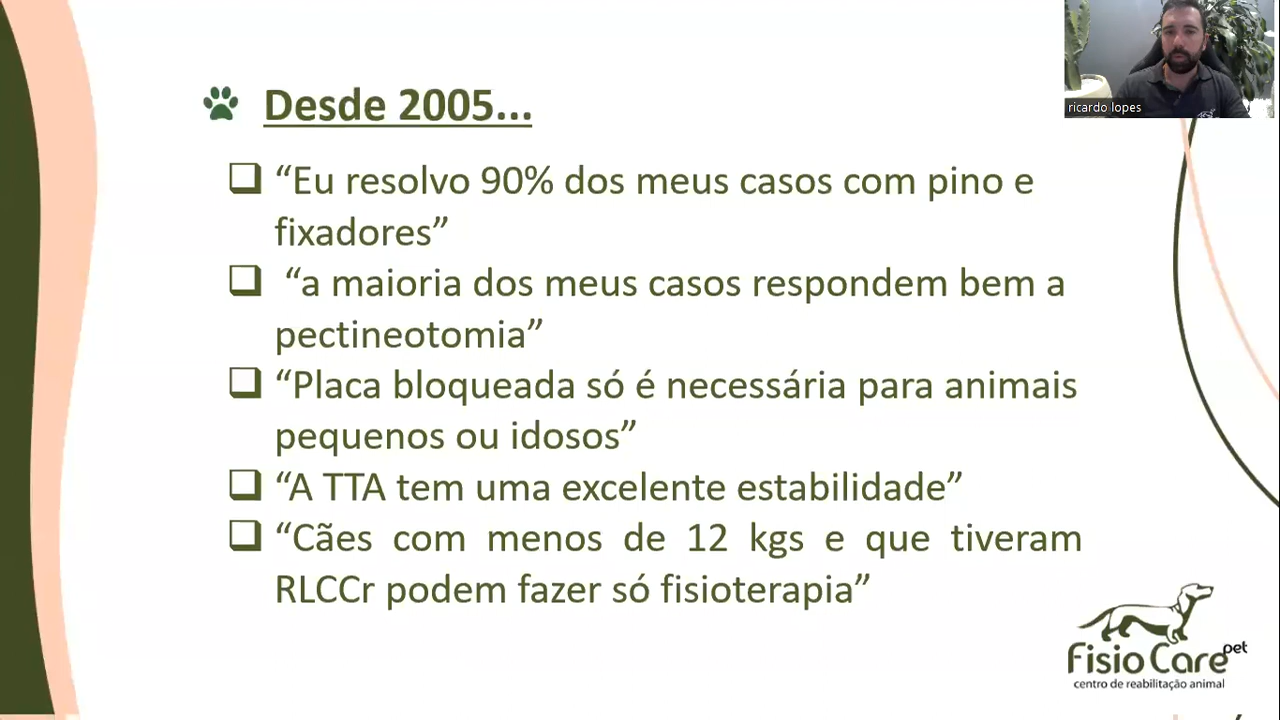 ricardo lopes
Desde 2005...
“Eu resolvo 90% dos meus casos com pino e
fixadores”
“a maioria dos meus casos respondem bem a
pectineotomia”
“Placa bloqueada só é necessária para animais
pequenos ou idosos”
“A TTA tem uma excelente estabilidade”
“Cães com menos de 12 kgs e que tiveram
RLCCr podem fazer só fisioterapia”
Fisio Care pet
centro de reabilitação animal